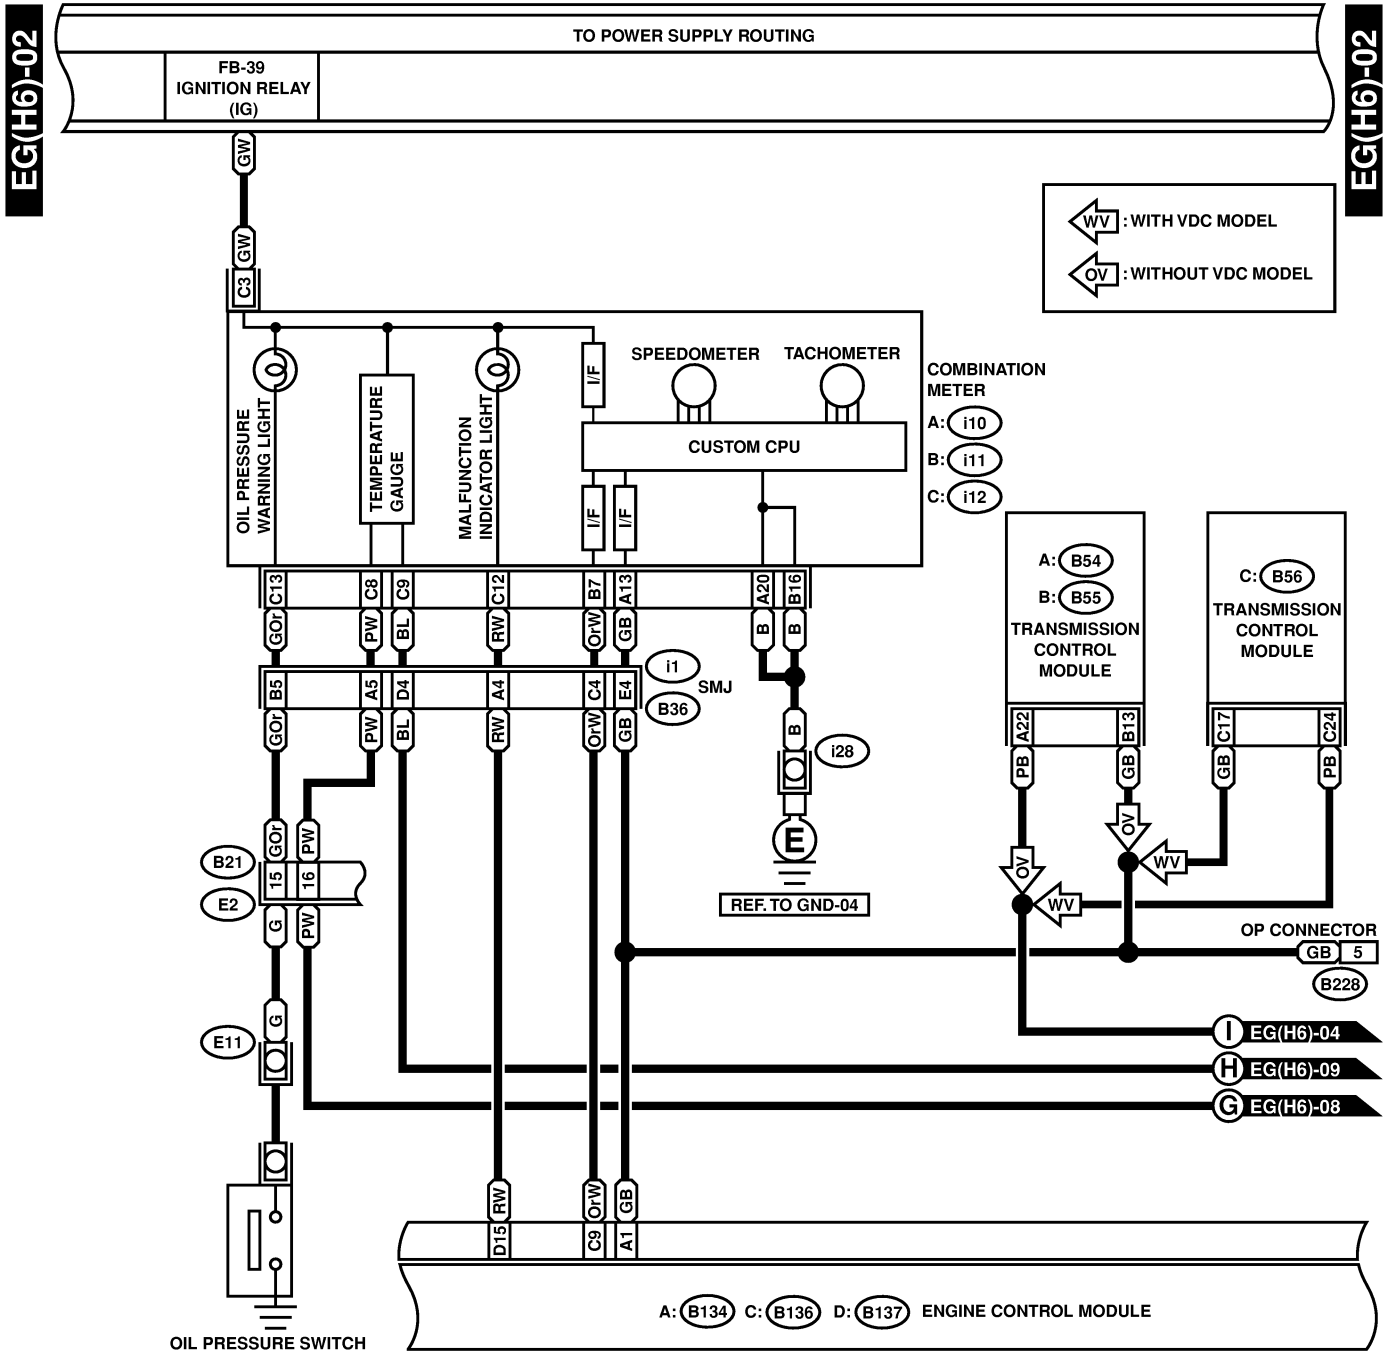 EG(H6)-02
EG(H6)-02
TO POWER SUPPLY ROUTING
FB-39
IGNITION RELAY
(IG)
GW
GW
C3
WV : WITH VDC MODEL
OV : WITHOUT VDC MODEL
OIL PRESSURE
WARNING LIGHT
TEMPERATURE
GAUGE
MALFUNCTION
INDICATOR LIGHT
I/F
SPEEDOMETER
TACHOMETER
CUSTOM CPU
I/F
I/F
COMBINATION
METER
A: i10
B: i11
C: i12
C13
C8
C9
C12
B7
A13
A20
B16
GOr
PW
BL
RW
OrW
GB
B
B
B5
A5
D4
A4
C4
E4
i1
SMJ
B36
GOr
PW
BL
RW
OrW
GB
B
i28
E
REF. TO GND-04
A: B54
B: B55
TRANSMISSION
CONTROL
MODULE
C: B56
TRANSMISSION
CONTROL
MODULE
A22
B13
C17
C24
PB
GB
GB
PB
OV
WV
OV
WV
GOr
PW
B21
15
16
E2
G
PW
G
E11
OP CONNECTOR
GB
5
B228
I EG(H6)-04
H EG(H6)-09
G EG(H6)-08
RW
OrW
GB
D15
C9
A1
A: B134 C: B136 D: B137 ENGINE CONTROL MODULE
OIL PRESSURE SWITCH